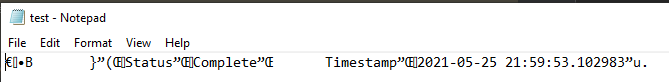 test - Notepad
File Edit Format View Help
€▯•B }”(Œ▯Status”Œ▯Complete”Œ Timestamp”Œ▯2021-05-25 21:59:53.102983”u.